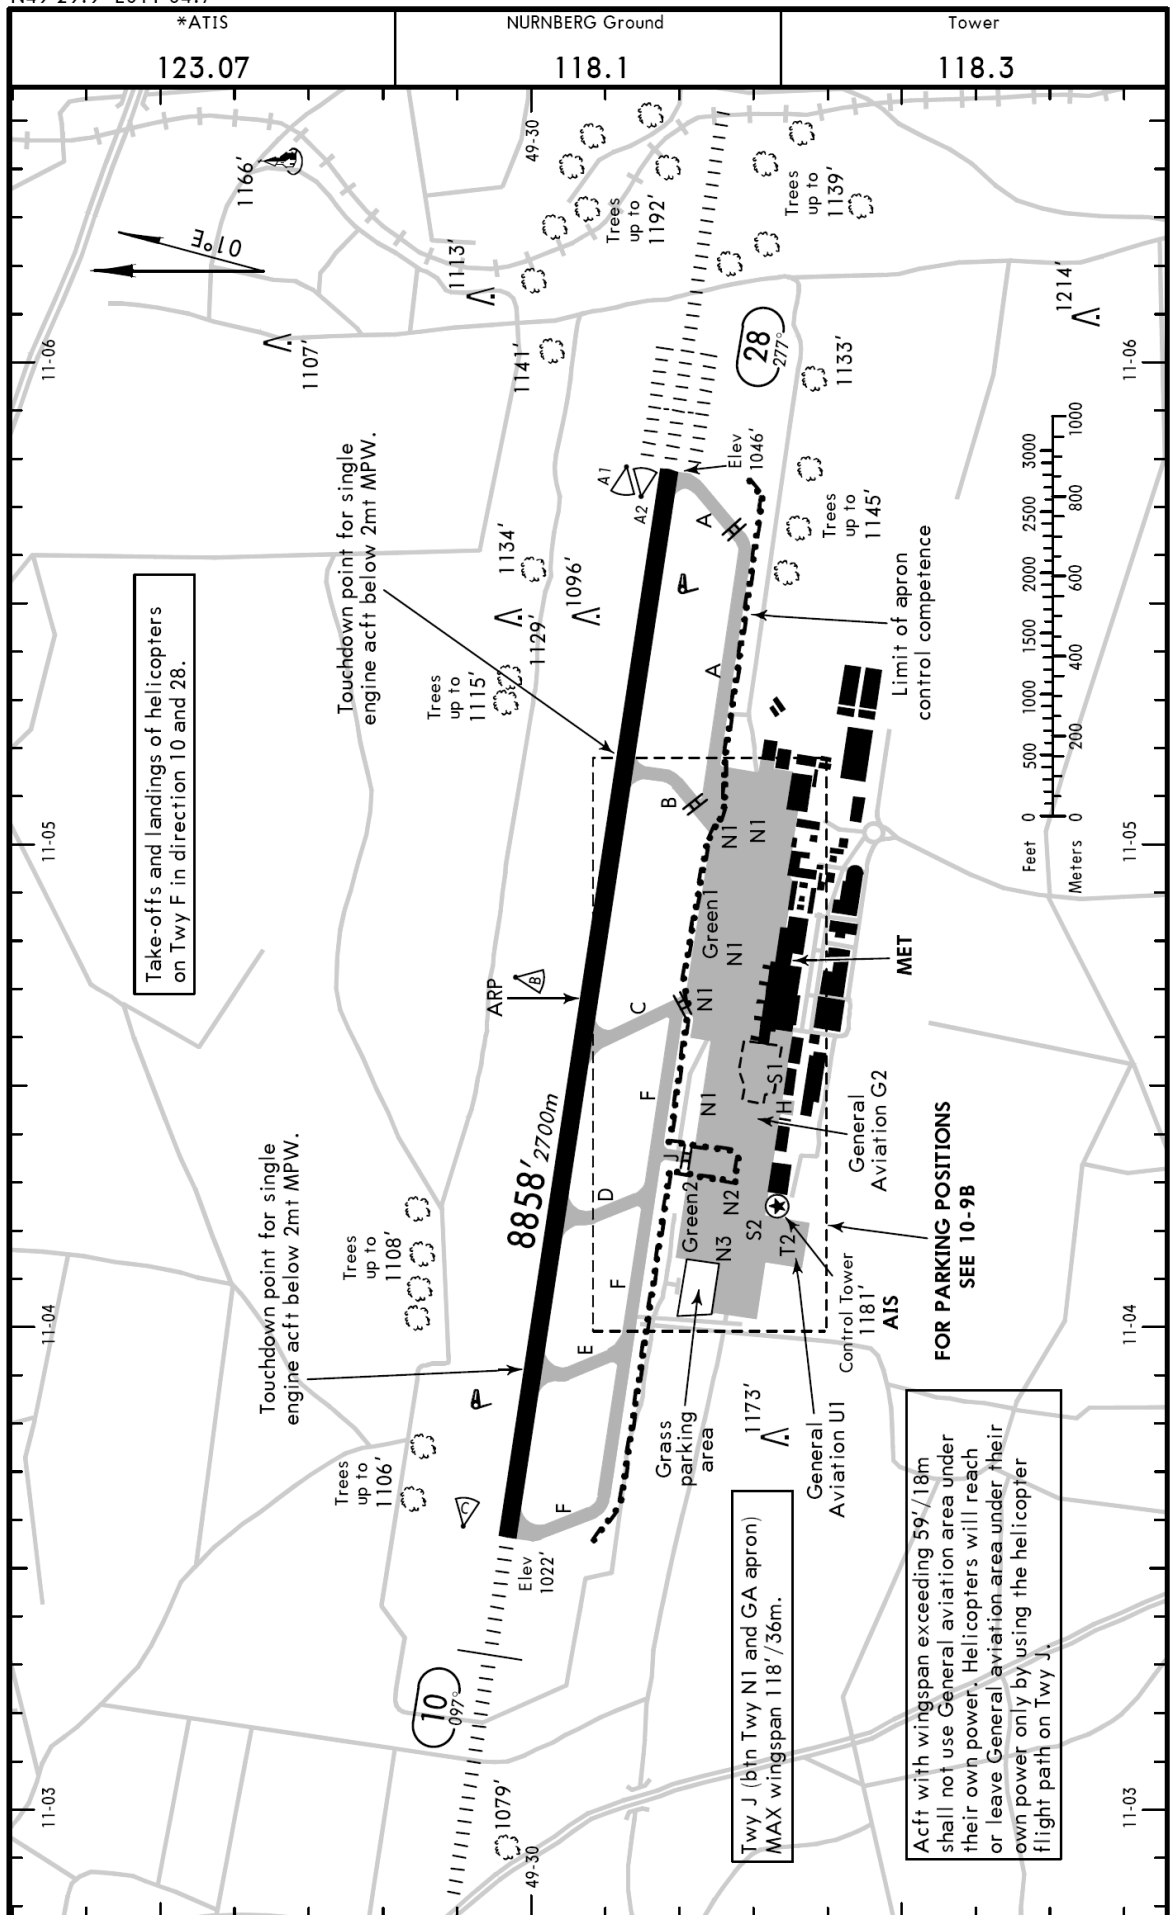 *ATIS
NURNBERG Ground
Tower
123.07
118.1
118.3
1166'
01°E
1113'
1107'
49-30
Trees
up to
1192'
Trees
up to
1139'
1214'
11-06
11-06
1141'
28
277°
1133'
Take-offs and landings of helicopters
on Twy F in direction 10 and 28.
Touchdown point for single
engine acft below 2mt MPW.
A1
A2
Elev
1046'
A
Trees
up to
1145'
1134'
1096'
1129'
Trees
up to
1115'
A
Limit of apron
control competence
Feet
0
500
1000
1500
2000
2500
3000
Meters
0
200
400
600
800
1000
B
N1
N1
11-05
11-05
ARP
B
Green1
N1
N1
MET
C
F
N1
S1
H
General
Aviation G2
8858' 2700m
Touchdown point for single
engine acft below 2mt MPW.
J
D
Green2
N2
N3
S2
T2
Control Tower
1181'
AIS
FOR PARKING POSITIONS
SEE 10-9B
Trees
up to
1108'
F
11-04
11-04
E
Grass
parking
area
1173'
General
Aviation U1
Trees
up to
1106'
C
F
Elev
1022'
10
097°
Twy J (btn Twy N1 and GA apron)
MAX wingspan 118'/36m.
Acft with wingspan exceeding 59'/18m
shall not use General aviation area under
their own power. Helicopters will reach
or leave General aviation area under their
own power only by using the helicopter
flight path on Twy J.
1079'
49-30
11-03
11-03